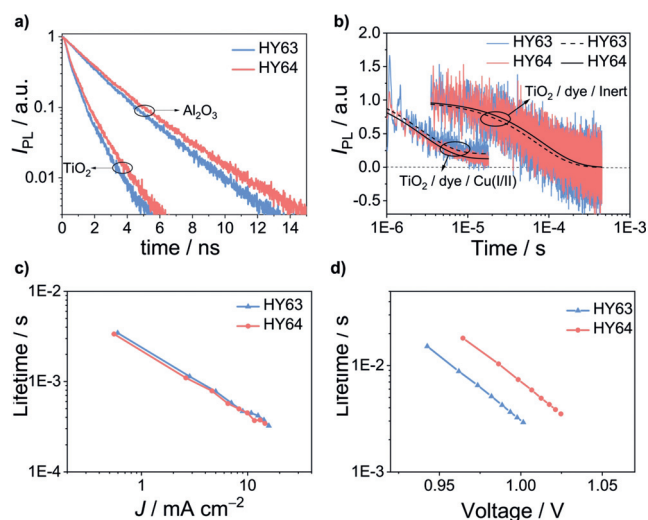 a)
I_PL / a.u.
1
0.1
0.01
HY63
HY64
Al₂O₃
TiO₂
0 2 4 6 8 10 12 14
time / ns
b)
I_PL / a.u
2.0
1.5
1.0
0.5
0.0
-0.5
HY63 HY63
HY64 HY64
TiO₂ / dye / Inert
TiO₂ / dye / Cu(I/II)
1E-6 1E-5 1E-4 1E-3
Time / s
c)
Lifetime / s
1E-2
1E-3
1E-4
HY63
HY64
1 10
J / mA cm⁻²
d)
Lifetime / s
1E-2
1E-3
HY63
HY64
0.95 1.00 1.05
Voltage / V